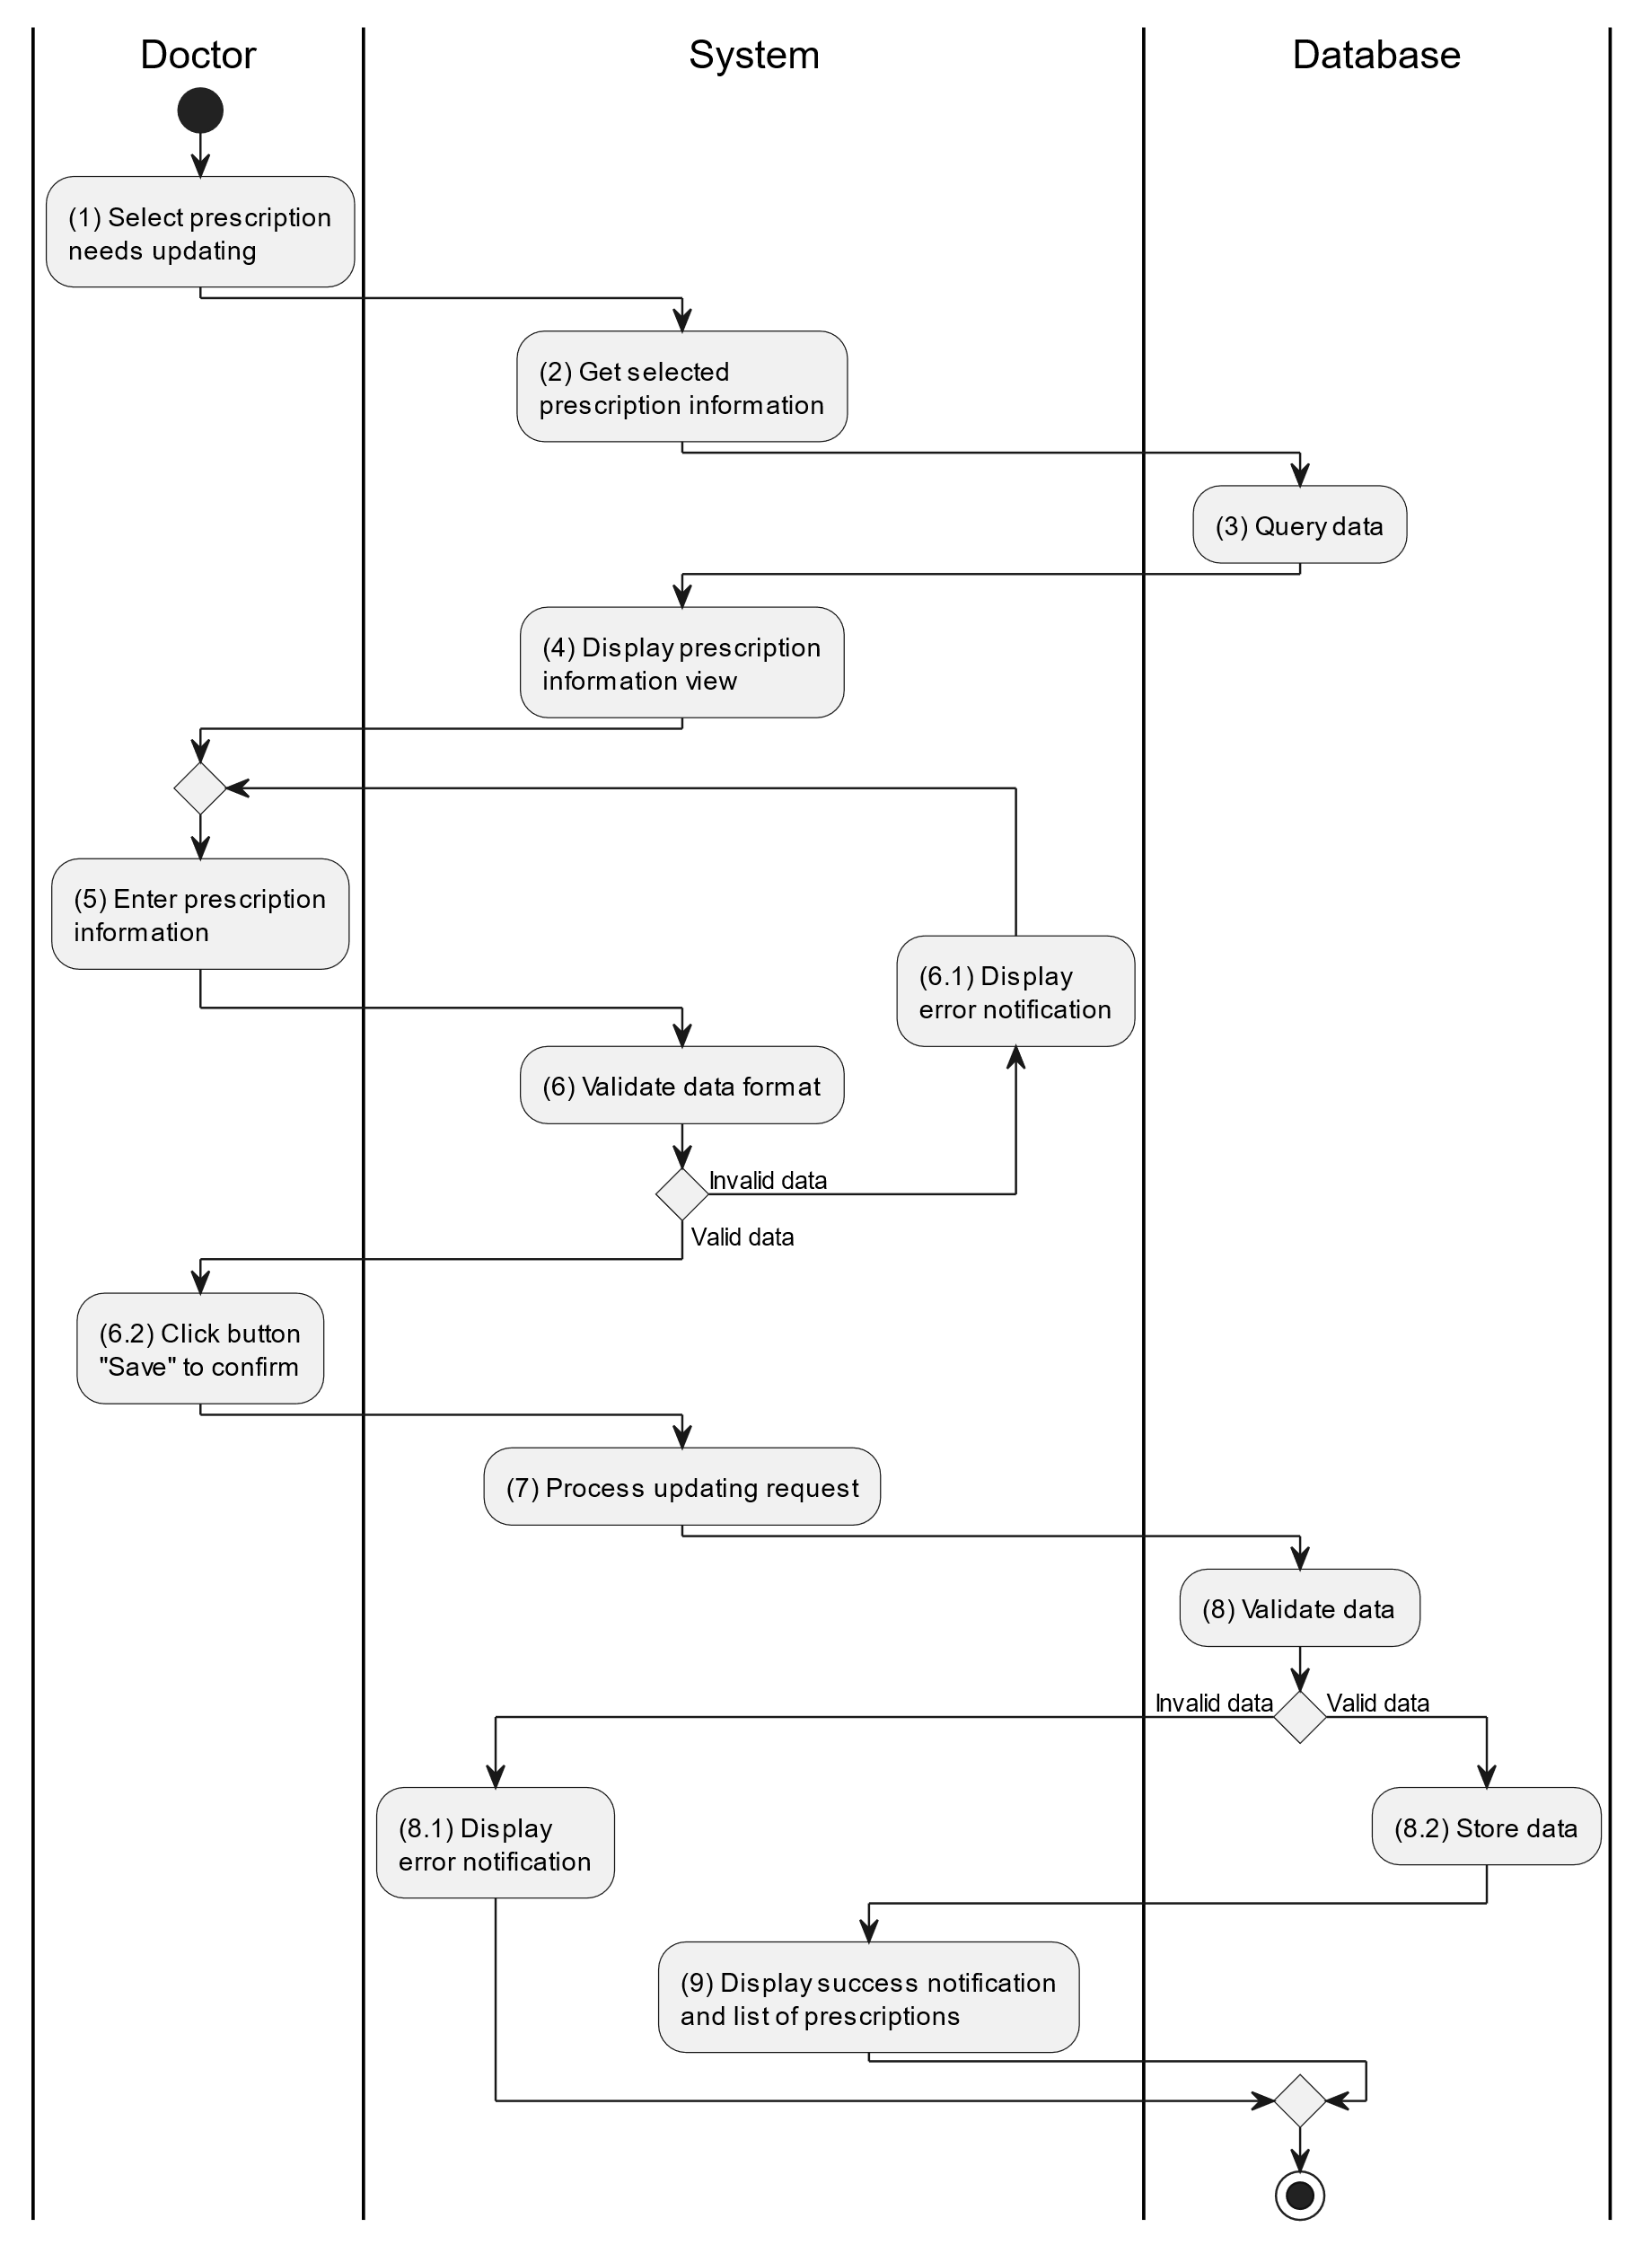 Doctor
System
Database
(1) Select prescription
needs updating
(2) Get selected
prescription information
(3) Query data
(4) Display prescription
information view
(5) Enter prescription
information
(6.1) Display
error notification
(6) Validate data format
Invalid data
Valid data
(6.2) Click button
"Save" to confirm
(7) Process updating request
(8) Validate data
Invalid data
Valid data
(8.1) Display
error notification
(8.2) Store data
(9) Display success notification
and list of prescriptions